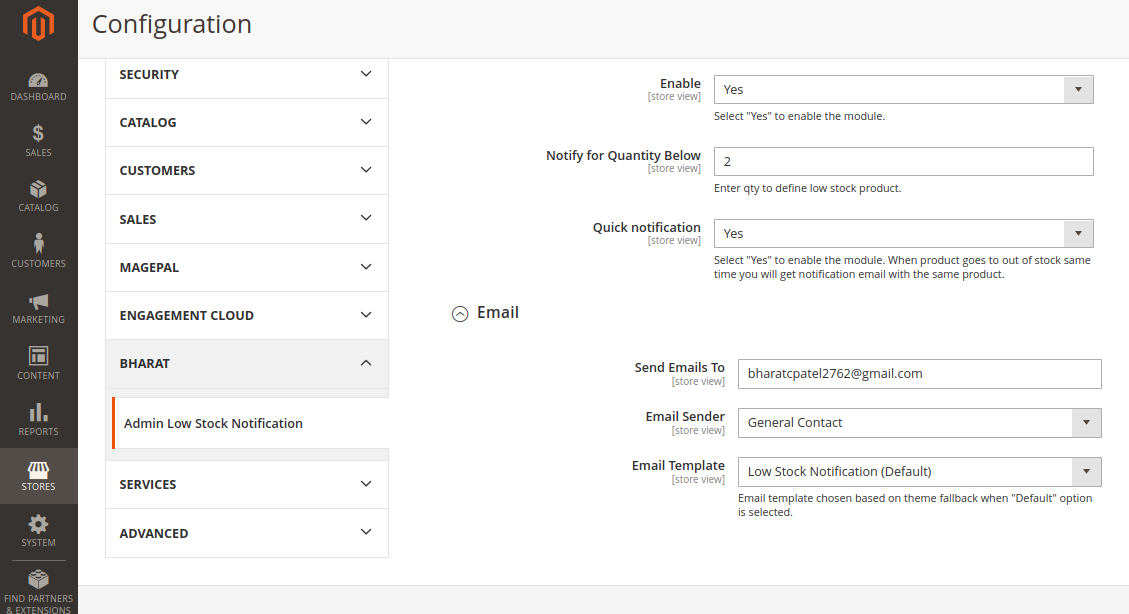 Configuration
DASHBOARD
SALES
CATALOG
CUSTOMERS
MARKETING
CONTENT
REPORTS
STORES
SYSTEM
FIND PARTNERS
& EXTENSIONS
SECURITY
CATALOG
CUSTOMERS
SALES
MAGEPAL
ENGAGEMENT CLOUD
BHARAT
Admin Low Stock Notification
SERVICES
ADVANCED
Enable
[store view]
Yes
Select "Yes" to enable the module.
Notify for Quantity Below
[store view]
2
Enter qty to define low stock product.
Quick notification
[store view]
Yes
Select "Yes" to enable the module. When product goes to out of stock same
time you will get notification email with the same product.
Email
Send Emails To
[store view]
bharatcpatel2762@gmail.com
Email Sender
[store view]
General Contact
Email Template
[store view]
Low Stock Notification (Default)
Email template chosen based on theme fallback when "Default" option
is selected.